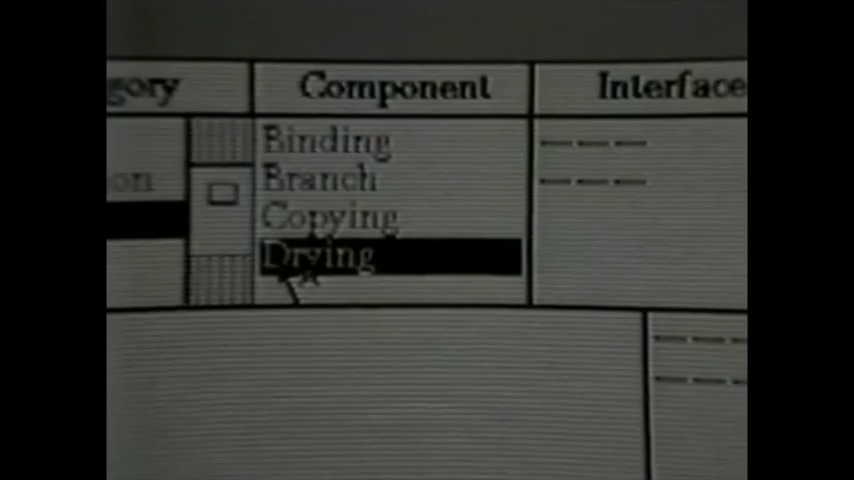 gory Component Interface
Binding
on Branch
Copying
Drying